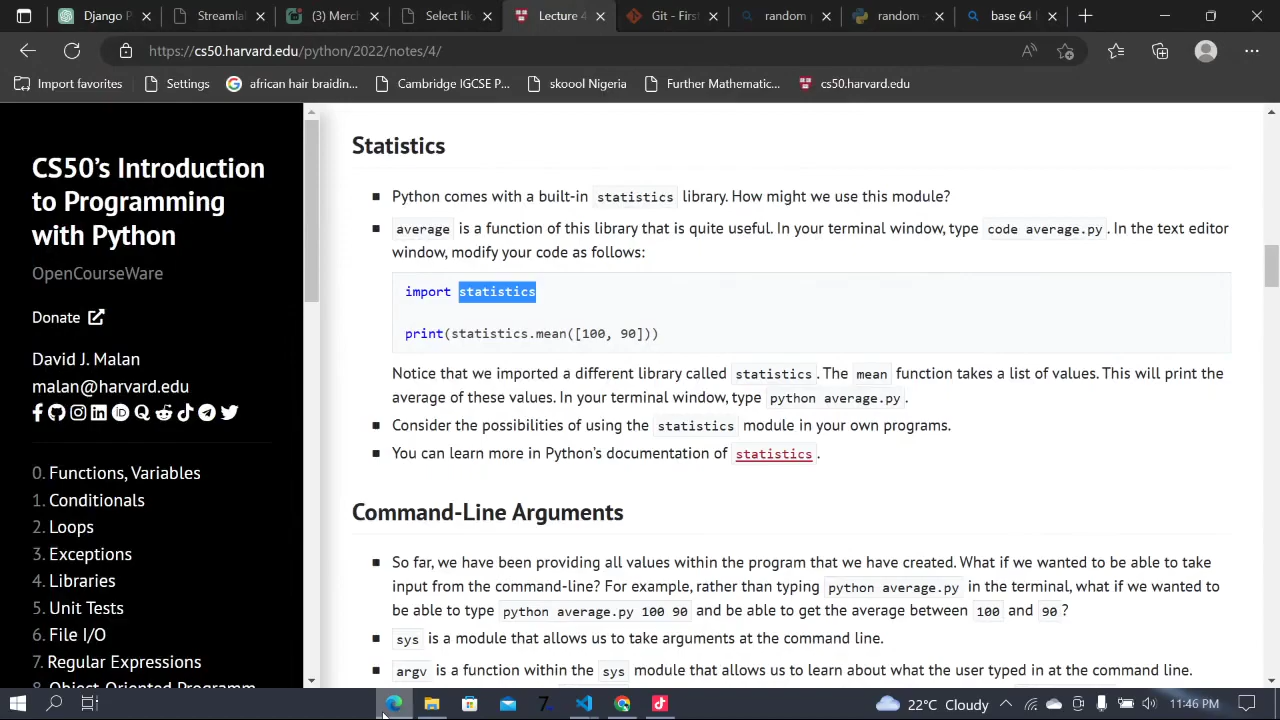 Django P
Streamla
(3) Merch
Select lik
Lecture 4
Git - First
random p
random
base 64 l
https://cs50.harvard.edu/python/2022/notes/4/
Import favorites
Settings
african hair braidin...
Cambridge IGCSE P...
skoool Nigeria
Further Mathematic...
cs50.harvard.edu
CS50's Introduction
to Programming
with Python
OpenCourseWare
Donate
David J. Malan
malan@harvard.edu
0. Functions, Variables
1. Conditionals
2. Loops
3. Exceptions
4. Libraries
5. Unit Tests
6. File I/O
7. Regular Expressions
8. Object-Oriented Programm
Statistics
Python comes with a built-in statistics library. How might we use this module?
average is a function of this library that is quite useful. In your terminal window, type code average.py. In the text editor
window, modify your code as follows:
import statistics
print(statistics.mean([100, 90]))
Notice that we imported a different library called statistics. The mean function takes a list of values. This will print the
average of these values. In your terminal window, type python average.py.
Consider the possibilities of using the statistics module in your own programs.
You can learn more in Python's documentation of statistics.
Command-Line Arguments
So far, we have been providing all values within the program that we have created. What if we wanted to be able to take
input from the command-line? For example, rather than typing python average.py in the terminal, what if we wanted to
be able to type python average.py 100 90 and be able to get the average between 100 and 90?
sys is a module that allows us to take arguments at the command line.
argv is a function within the sys module that allows us to learn about what the user typed in at the command line.
22°C Cloudy
11:46 PM